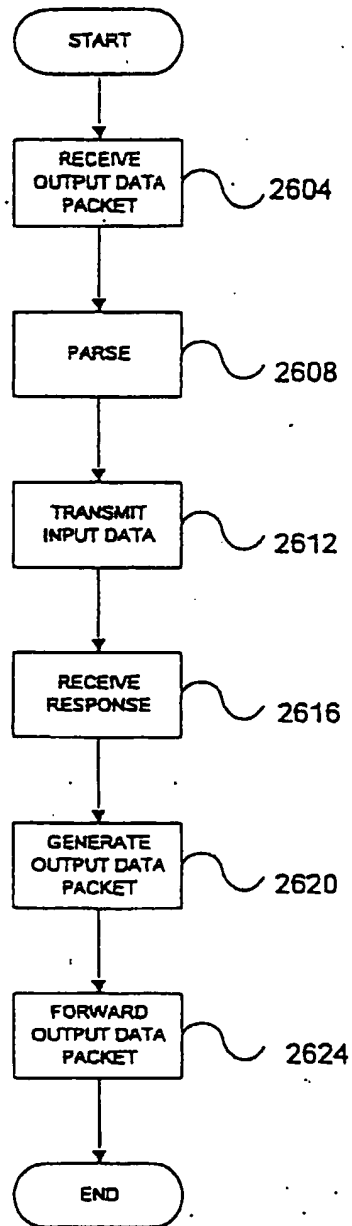 START
RECEIVE
OUTPUT DATA
PACKET
2604
PARSE
2608
TRANSMIT
INPUT DATA
2612
RECEIVE
RESPONSE
2616
GENERATE
OUTPUT DATA
PACKET
2620
FORWARD
OUTPUT DATA
PACKET
2624
END